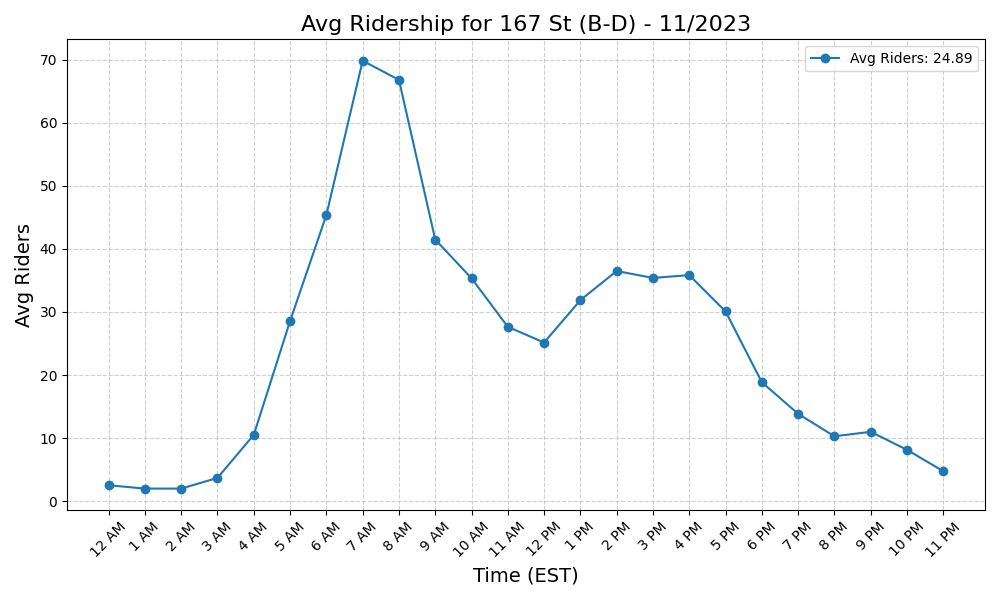 Avg Ridership for 167 St (B-D) - 11/2023
Avg Riders: 24.89
Avg Riders
70
60
50
40
30
20
10
0
12 AM
1 AM
2 AM
3 AM
4 AM
5 AM
6 AM
7 AM
8 AM
9 AM
10 AM
11 AM
12 PM
1 PM
2 PM
3 PM
4 PM
5 PM
6 PM
7 PM
8 PM
9 PM
10 PM
11 PM
Time (EST)